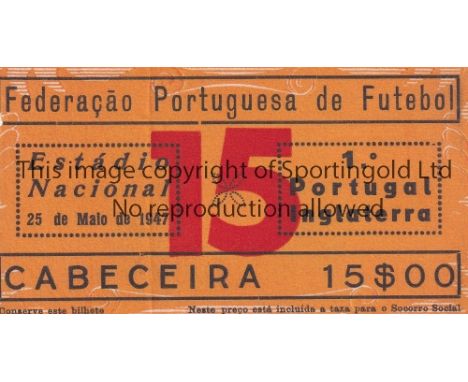 Federação Portuguesa de Futebol
15
Estádio
Nacional
25 de Maio de 1947
1.º
Portugal
Inglaterra
This image copyright of Sportingold Ltd
No reproduction allowed
CABECEIRA 15$00
Conserve este bilhete
Neste preço está incluida a taxa para o Socorro Social